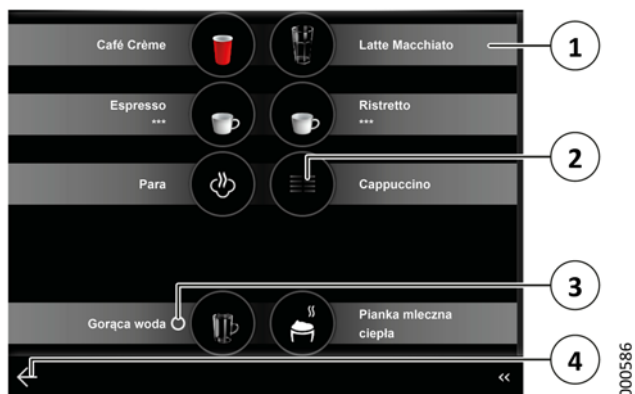 Café Crème
Latte Macchiato
1
Espresso
***
Ristretto
***
2
Para
Cappuccino
3
Gorąca woda
Pianka mleczna
ciepła
4
«
000586